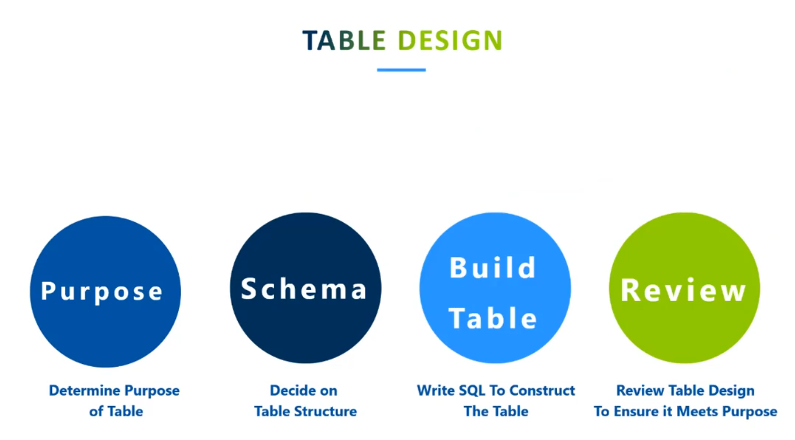 TABLE DESIGN
Purpose
Schema
Build
Table
Review
Determine Purpose
of Table
Decide on
Table Structure
Write SQL To Construct
The Table
Review Table Design
To Ensure it Meets Purpose